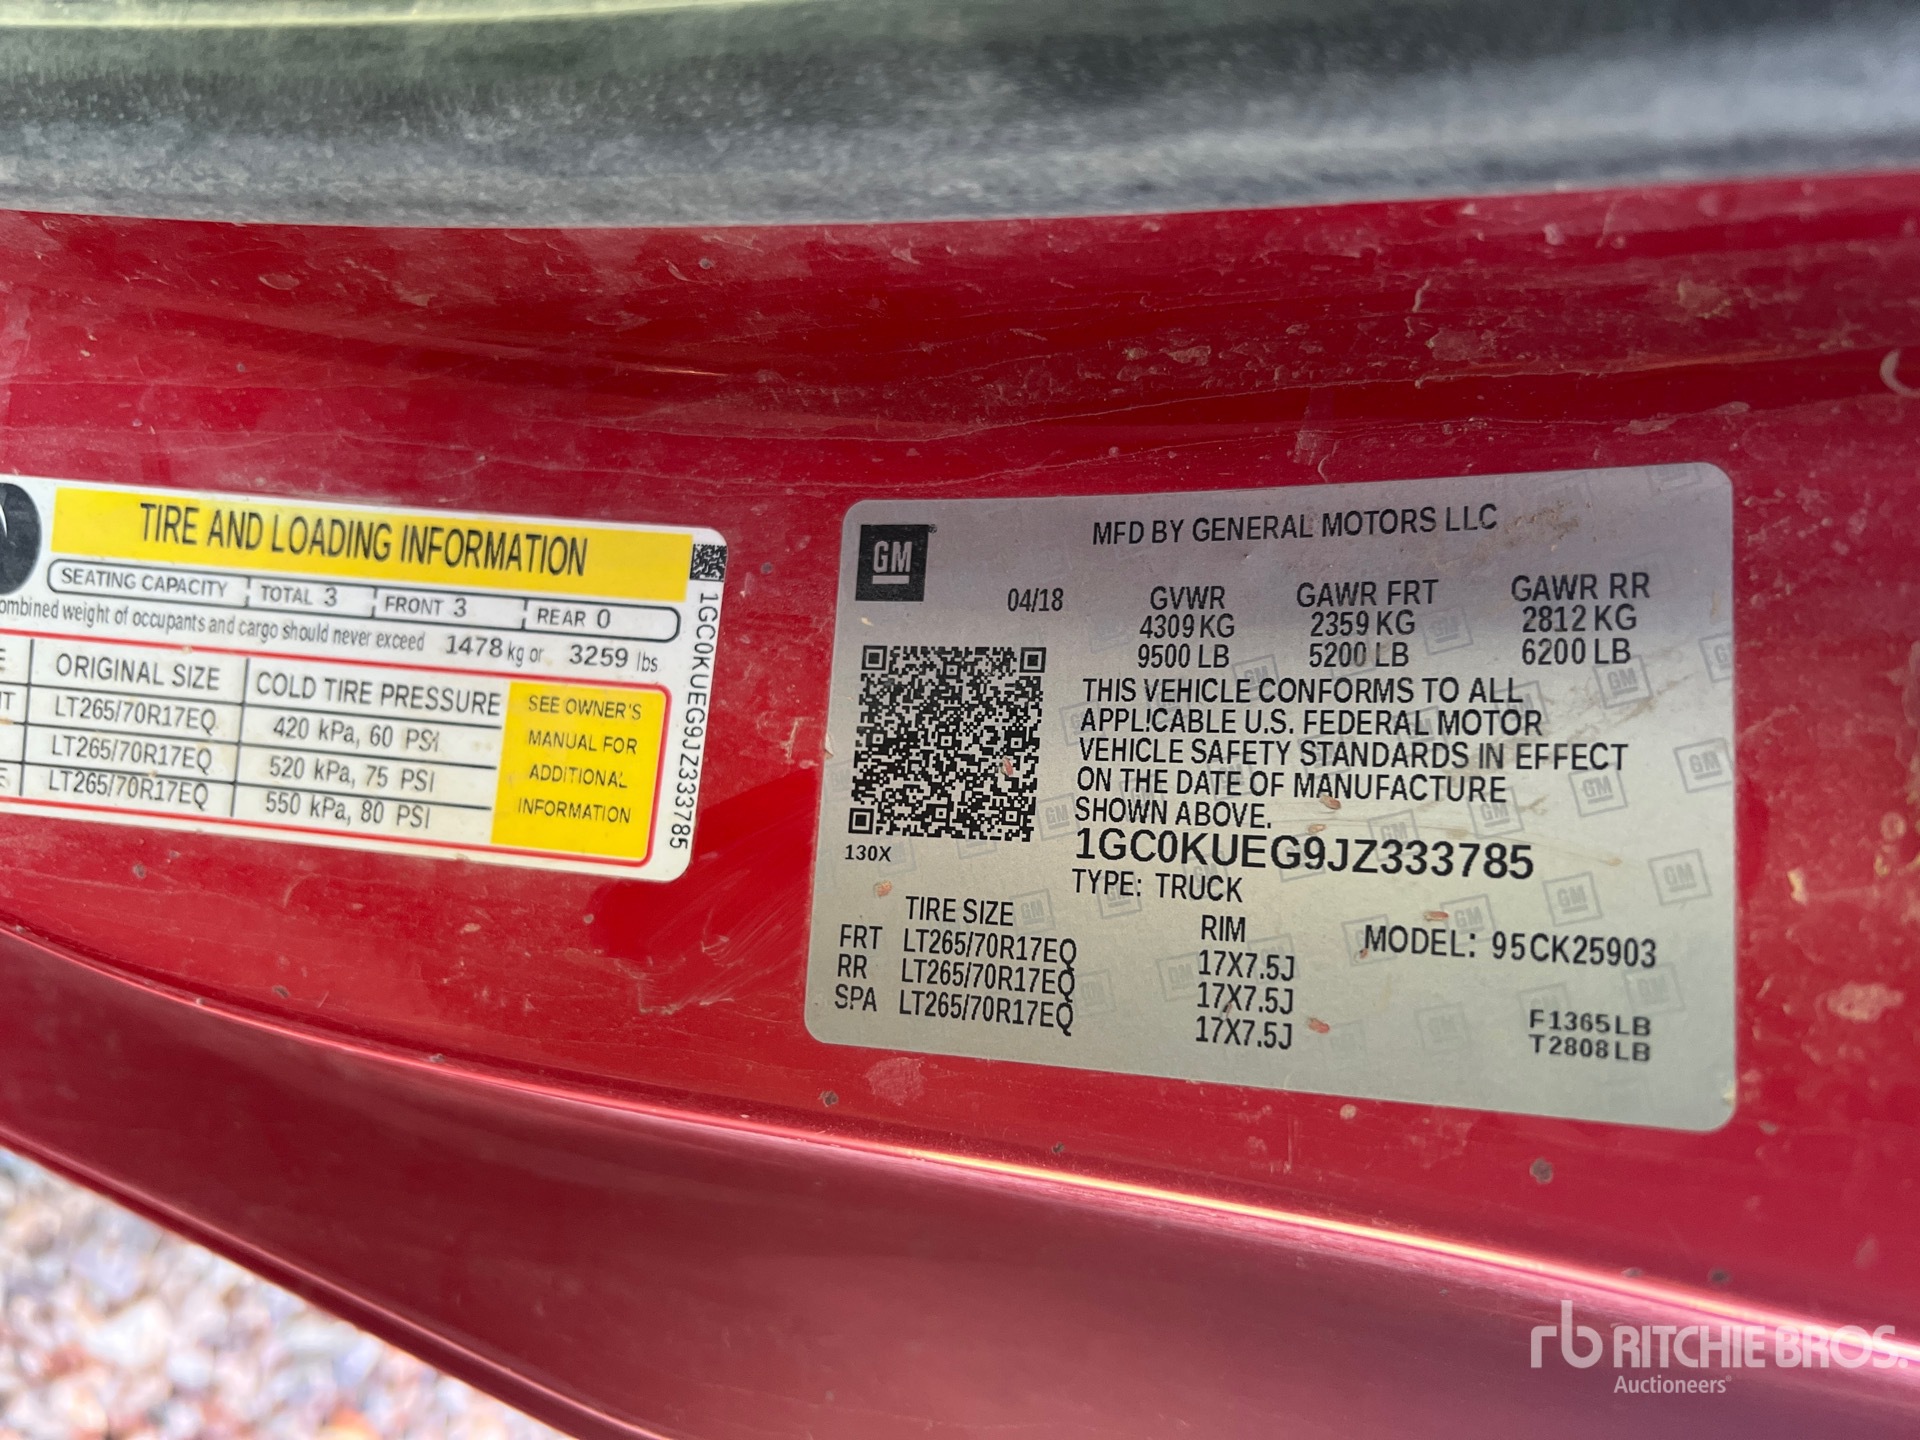 TIRE AND LOADING INFORMATION
SEATING CAPACITY TOTAL 3 FRONT 3 REAR 0
weight of occupants and cargo should never exceed 1478 kg or 3259 lbs
ORIGINAL SIZE COLD TIRE PRESSURE
LT265/70R17EQ 420 kPa, 60 PSI
LT265/70R17EQ 520 kPa, 75 PSI
LT265/70R17EQ 550 kPa, 80 PSI
SEE OWNER'S
MANUAL FOR
ADDITIONAL
INFORMATION
1GC0KUEG9JZ333785
GM
MFD BY GENERAL MOTORS LLC
04/18 GVWR GAWR FRT GAWR RR
4309 KG 2359 KG 2812 KG
9500 LB 5200 LB 6200 LB
THIS VEHICLE CONFORMS TO ALL
APPLICABLE U.S. FEDERAL MOTOR
VEHICLE SAFETY STANDARDS IN EFFECT
ON THE DATE OF MANUFACTURE
SHOWN ABOVE.
130X
1GC0KUEG9JZ333785
TYPE: TRUCK
TIRE SIZE RIM MODEL: 95CK25903
FRT LT265/70R17EQ 17X7.5J
RR LT265/70R17EQ 17X7.5J
SPA LT265/70R17EQ 17X7.5J
F1365LB
T2808LB
rb RITCHIE BROS.
Auctioneers